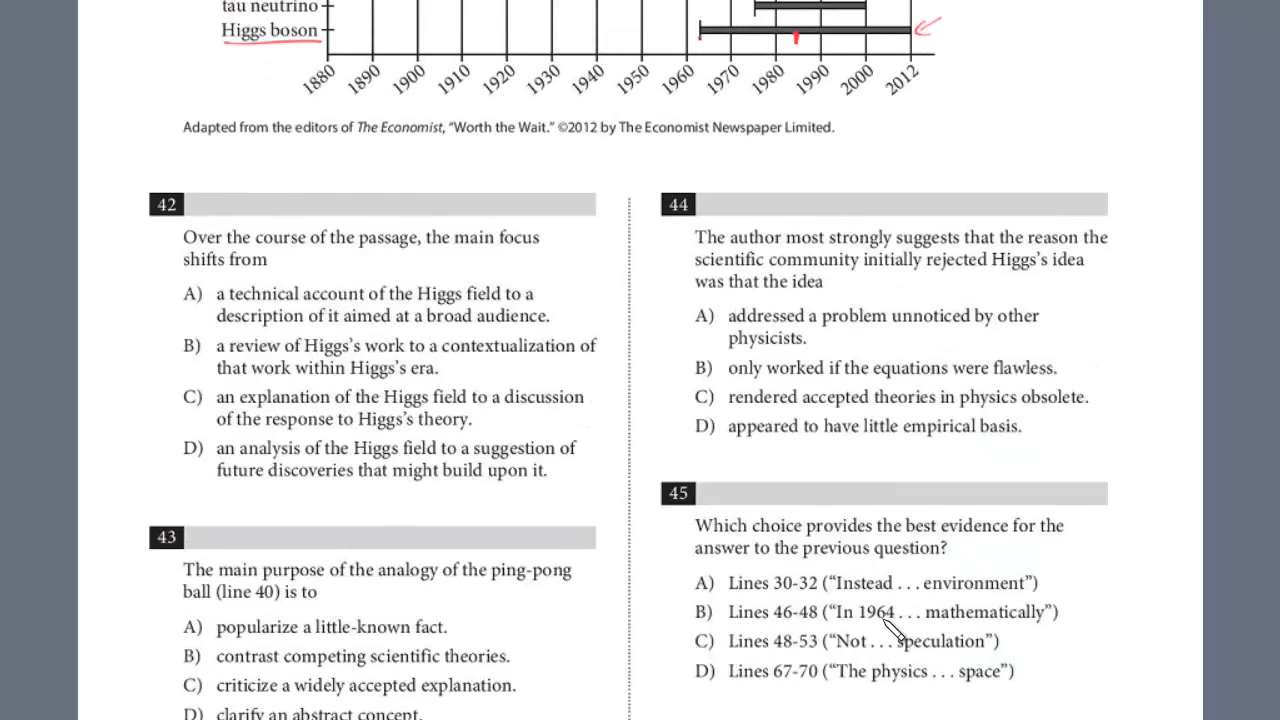 tau neutrino
Higgs boson
1880 1890 1900 1910 1920 1930 1940 1950 1960 1970 1980 1990 2000 2012
Adapted from the editors of The Economist, “Worth the Wait.” ©2012 by The Economist Newspaper Limited.
42
Over the course of the passage, the main focus
shifts from
A) a technical account of the Higgs field to a
description of it aimed at a broad audience.
B) a review of Higgs’s work to a contextualization of
that work within Higgs’s era.
C) an explanation of the Higgs field to a discussion
of the response to Higgs’s theory.
D) an analysis of the Higgs field to a suggestion of
future discoveries that might build upon it.
43
The main purpose of the analogy of the ping-pong
ball (line 40) is to
A) popularize a little-known fact.
B) contrast competing scientific theories.
C) criticize a widely accepted explanation.
D) clarify an abstract concept.
44
The author most strongly suggests that the reason the
scientific community initially rejected Higgs’s idea
was that the idea
A) addressed a problem unnoticed by other
physicists.
B) only worked if the equations were flawless.
C) rendered accepted theories in physics obsolete.
D) appeared to have little empirical basis.
45
Which choice provides the best evidence for the
answer to the previous question?
A) Lines 30-32 (“Instead . . . environment”)
B) Lines 46-48 (“In 1964 . . . mathematically”)
C) Lines 48-53 (“Not . . . speculation”)
D) Lines 67-70 (“The physics . . . space”)